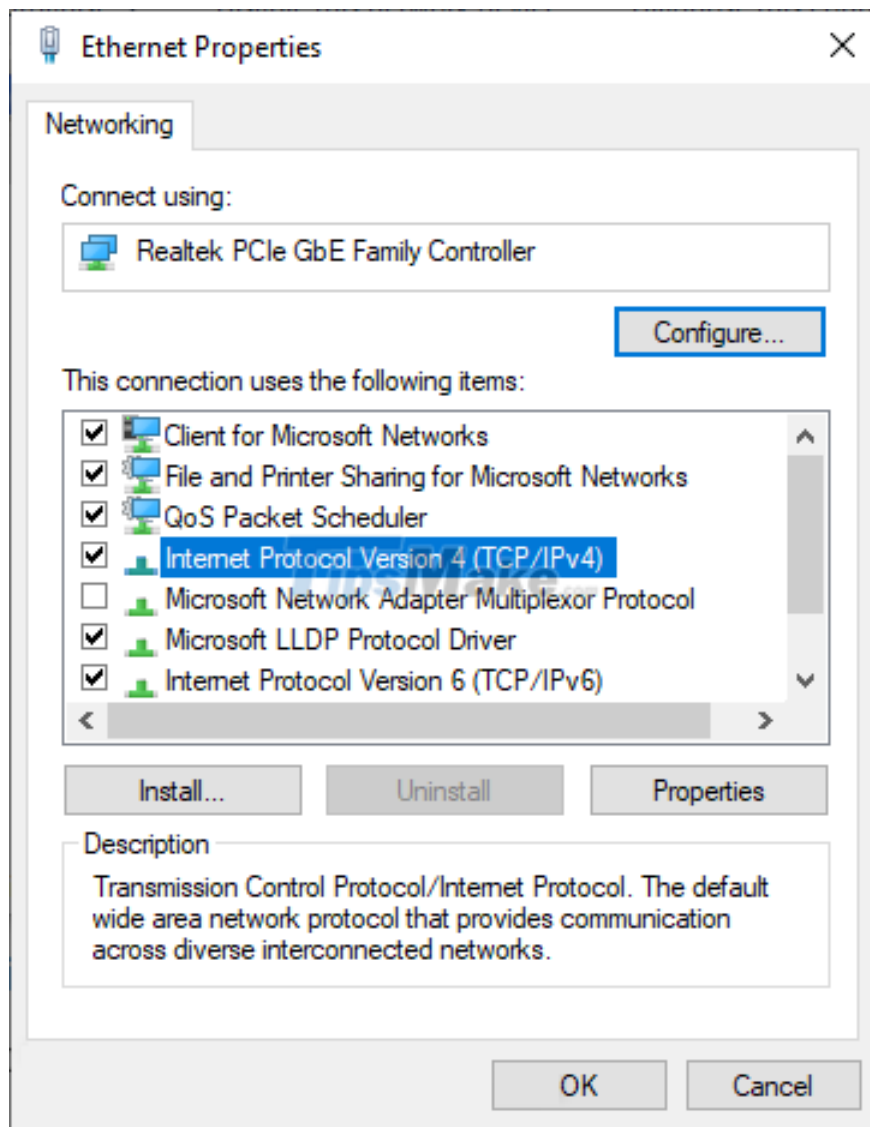 Ethernet Properties
Networking
Connect using:
Realtek PCIe GbE Family Controller
Configure...
This connection uses the following items:
Client for Microsoft Networks
File and Printer Sharing for Microsoft Networks
QoS Packet Scheduler
Internet Protocol Version 4 (TCP/IPv4)
TipsMake.com
Microsoft Network Adapter Multiplexor Protocol
Microsoft LLDP Protocol Driver
Internet Protocol Version 6 (TCP/IPv6)
Install...
Uninstall
Properties
Description
Transmission Control Protocol/Internet Protocol. The default
wide area network protocol that provides communication
across diverse interconnected networks.
OK
Cancel